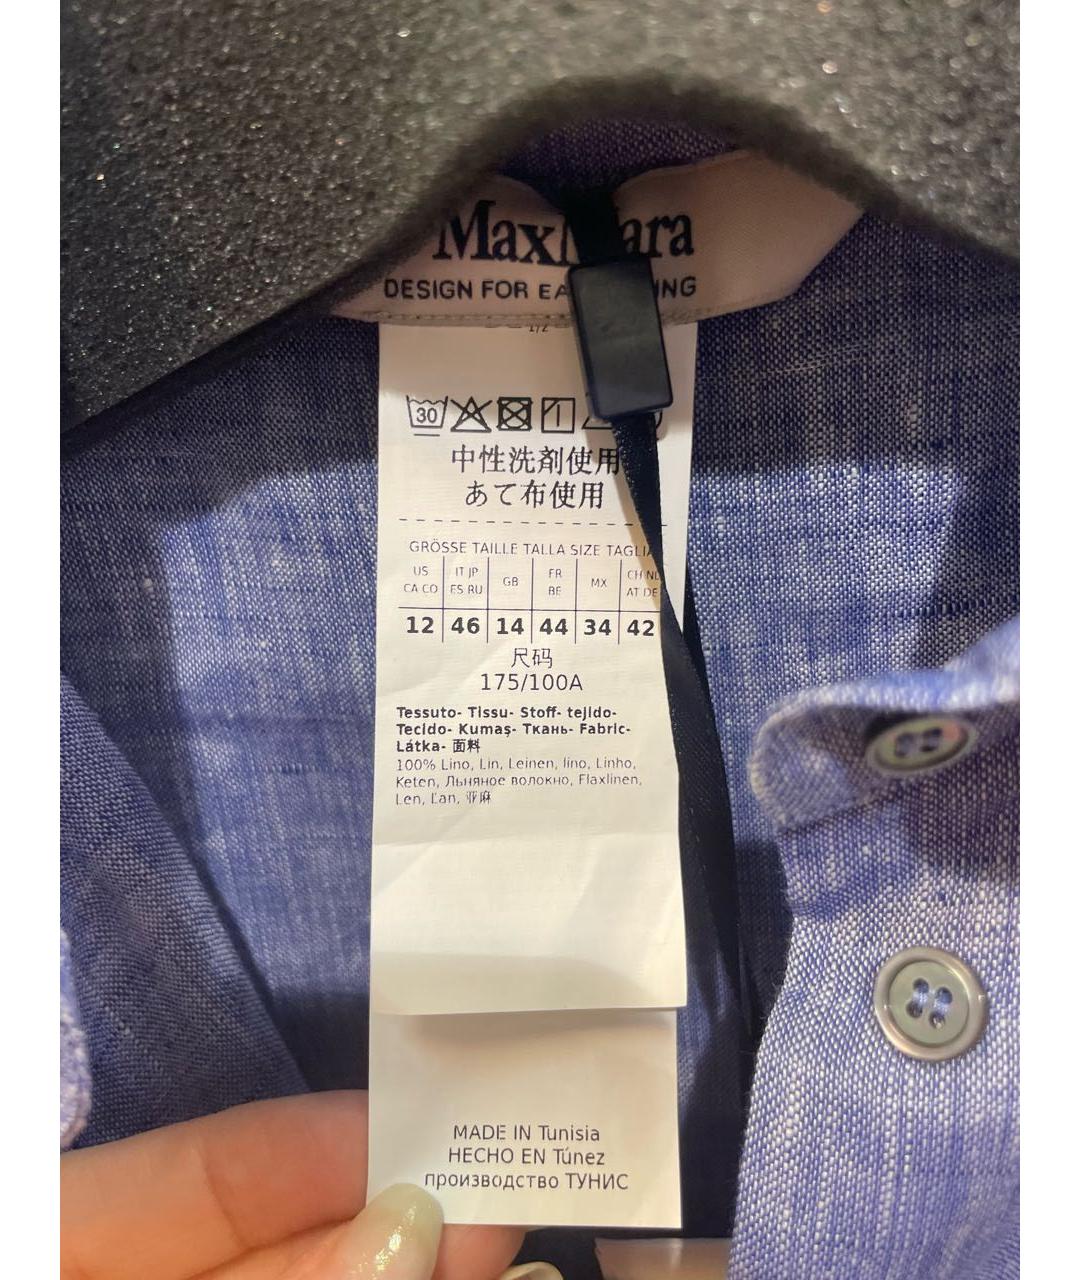 MaxMara
DESIGN FOR EA
NG
1/2
30
中性洗剤使用
あて布使用
GRÖSSE TAILLE TALLA SIZE TAGLIA
US IT JP GB FR MX CH NL
CA CO ES RU BE AT DE
12 46 14 44 34 42
尺码
175/100A
Tessuto- Tissu- Stoff- tejido-
Tecido- Kumaş- Ткань- Fabric-
Látka- 面料
100% Lino, Lin, Leinen, lino, Linho,
Keten, Льняное волокно, Flaxlinen,
Len, Ľan, 亚麻
MADE IN Tunisia
HECHO EN Túnez
производство ТУНИС